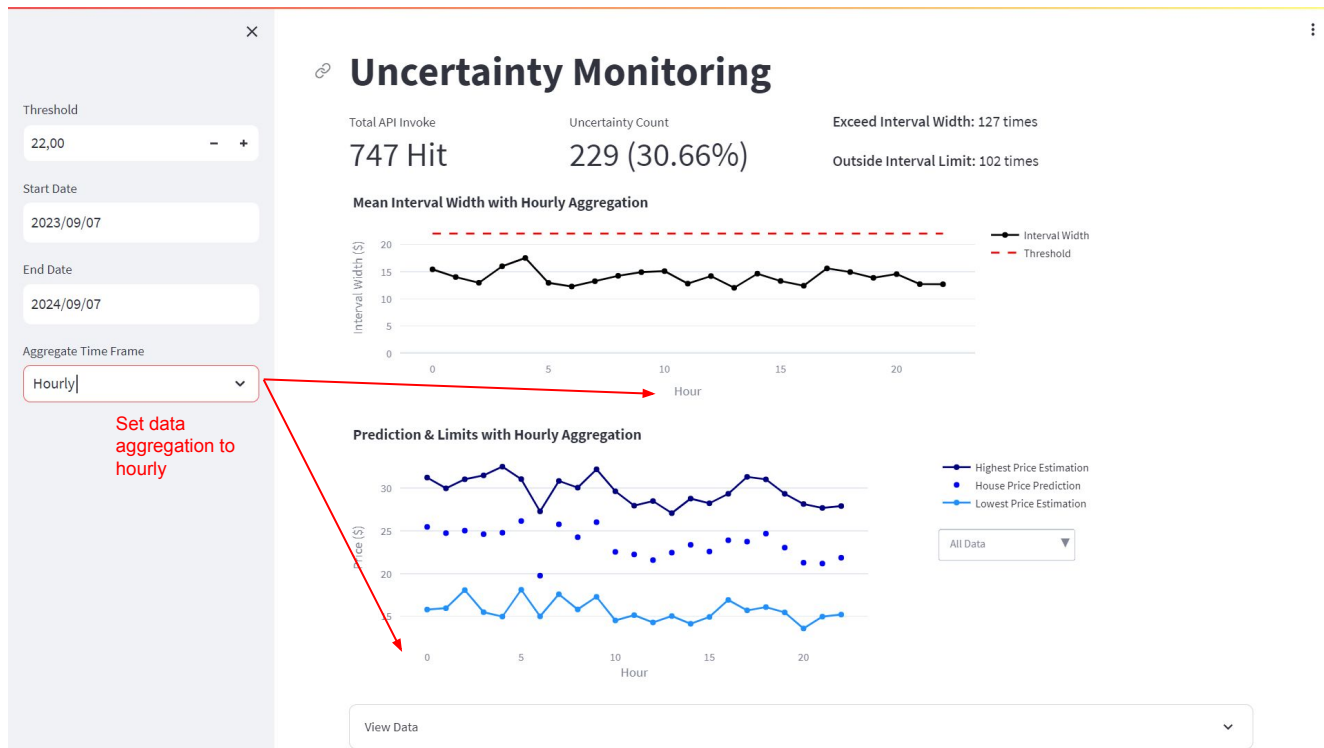 Threshold
22,00 - +
Start Date
2023/09/07
End Date
2024/09/07
Aggregate Time Frame
Hourly
Set data
aggregation to
hourly
Uncertainty Monitoring
Total API Invoke
747 Hit
Uncertainty Count
229 (30.66%)
Exceed Interval Width: 127 times
Outside Interval Limit: 102 times
Mean Interval Width with Hourly Aggregation
Interval Width ($)
20
15
10
5
0
0 5 10 15 20
Hour
Interval Width
Threshold
Prediction & Limits with Hourly Aggregation
Price ($)
30
25
20
15
0 5 10 15 20
Hour
Highest Price Estimation
House Price Prediction
Lowest Price Estimation
All Data
View Data